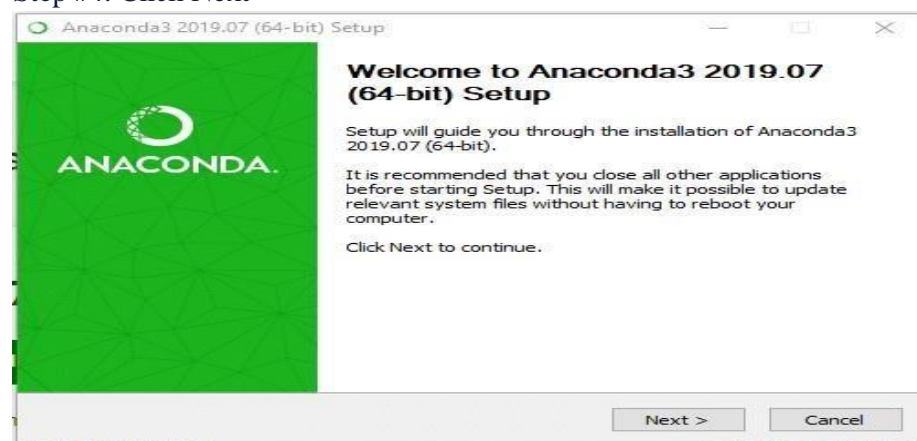 Anaconda3 2019.07 (64-bit) Setup
Welcome to Anaconda3 2019.07
(64-bit) Setup
ANACONDA.
Setup will guide you through the installation of Anaconda3
2019.07 (64-bit).
It is recommended that you close all other applications
before starting Setup. This will make it possible to update
relevant system files without having to reboot your
computer.
Click Next to continue.
Next >
Cancel